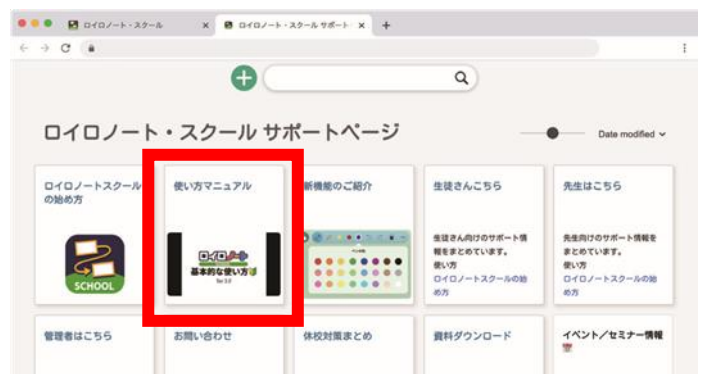 ロイロノート・スクール
ロイロノート・スクール サポート
ロイロノート・スクール サポートページ
Date modified
ロイロノートスクール
の始め方
SCHOOL
使い方マニュアル
ロイロノート
基本的な使い方
Ver 3.0
新機能のご紹介
生徒さんこちら
生徒さん向けのサポート情
報をまとめています。
使い方
ロイロノートスクールの始
め方
先生はこちら
先生向けのサポート情報を
まとめています。
使い方
ロイロノートスクールの始
め方
管理者はこちら
お問い合わせ
休校対策まとめ
資料ダウンロード
イベント/セミナー情報